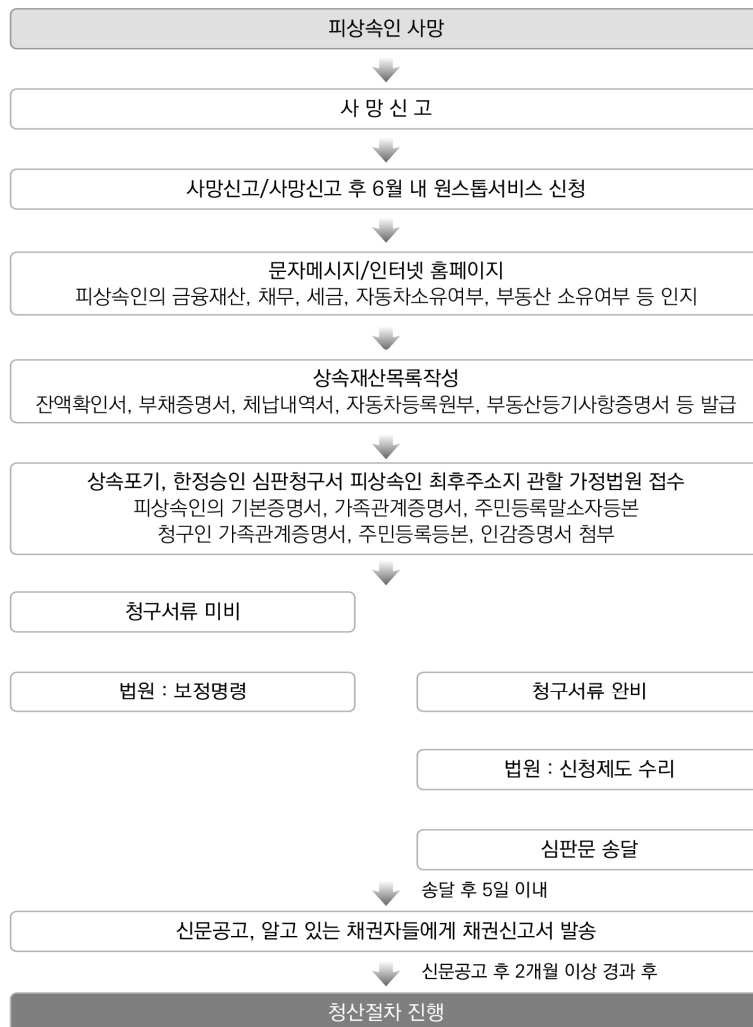 피상속인 사망
사 망 신 고
사망신고/사망신고 후 6월 내 원스톱서비스 신청
문자메시지/인터넷 홈페이지
피상속인의 금융재산, 채무, 세금, 자동차소유여부, 부동산 소유여부 등 인지
상속재산목록작성
잔액확인서, 부채증명서, 체납내역서, 자동차등록원부, 부동산등기사항증명서 등 발급
상속포기, 한정승인 심판청구서 피상속인 최후주소지 관할 가정법원 접수
피상속인의 기본증명서, 가족관계증명서, 주민등록말소자등본
청구인 가족관계증명서, 주민등록등본, 인감증명서 첨부
청구서류 미비
법원 : 보정명령
청구서류 완비
법원 : 신청제도 수리
심판문 송달
송달 후 5일 이내
신문공고, 알고 있는 채권자들에게 채권신고서 발송
신문공고 후 2개월 이상 경과 후
청산절차 진행